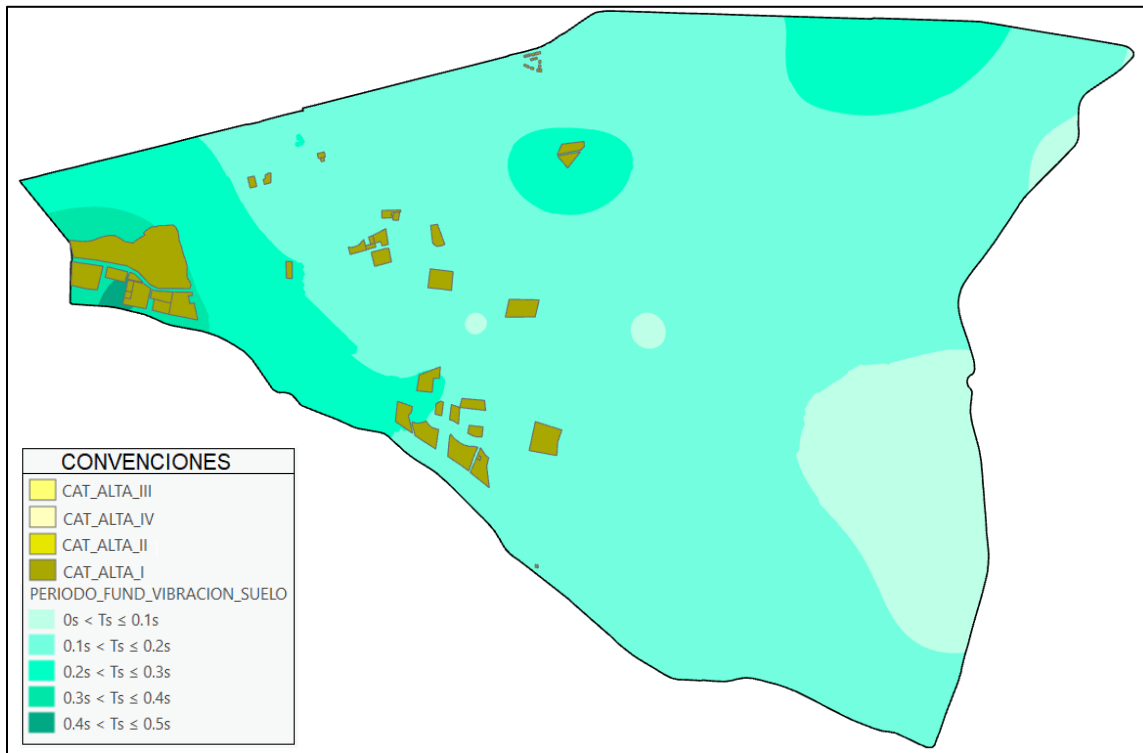 CONVENCIONES
CAT_ALTA_III
CAT_ALTA_IV
CAT_ALTA_II
CAT_ALTA_I
PERIODO_FUND_VIBRACION_SUELO
0s < Ts ≤ 0.1s
0.1s < Ts ≤ 0.2s
0.2s < Ts ≤ 0.3s
0.3s < Ts ≤ 0.4s
0.4s < Ts ≤ 0.5s